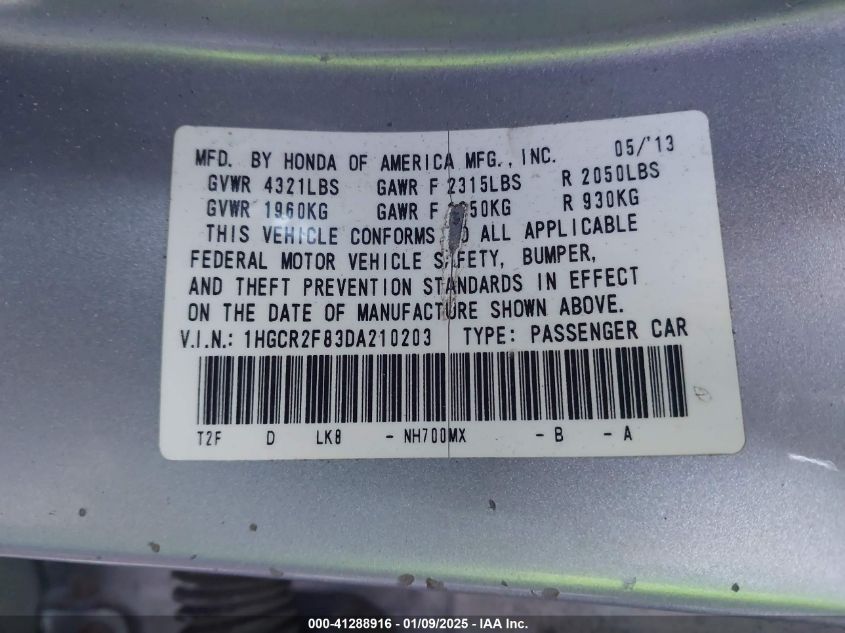 MFD. BY HONDA OF AMERICA MFG., INC. 05/'13
GVWR 4321LBS GAWR F 2315LBS R 2050LBS
GVWR 1960KG GAWR F 50KG R 930KG
THIS VEHICLE CONFORMS ALL APPLICABLE
FEDERAL MOTOR VEHICLE SAFETY, BUMPER,
AND THEFT PREVENTION STANDARDS IN EFFECT
ON THE DATE OF MANUFACTURE SHOWN ABOVE.
V.I.N.: 1HGCR2F83DA210203 TYPE: PASSENGER CAR
T2F D LK8 - NH700MX - B - A
000-41288916 - 01/09/2025 - IAA Inc.